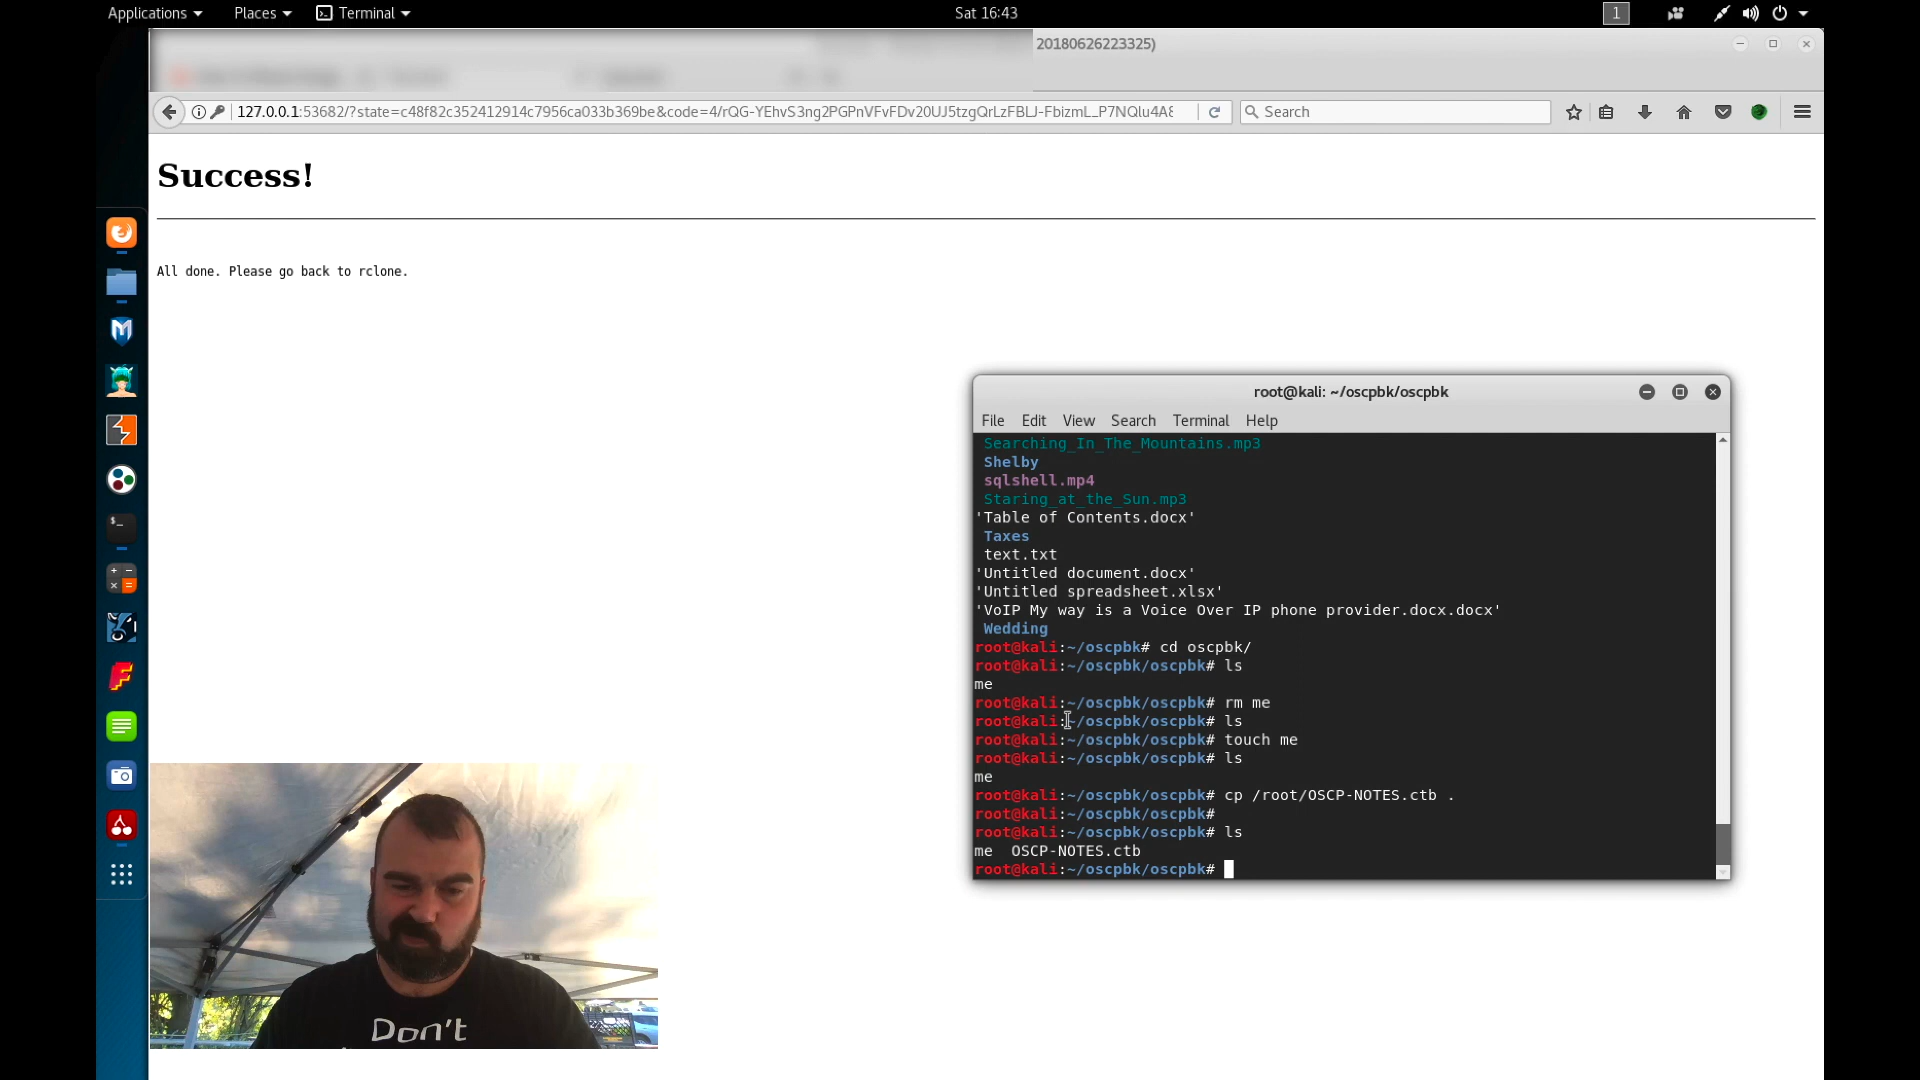 Applications
Places
Terminal
Sat 16:43
1
20180626223325)
127.0.0.1:53682/?state=c48f82c352412914c7956ca033b369be&code=4/rQG-YEhvS3ng2PGPnVFvFDv20UJ5tzgQrLzFBLJ-FbizmL_P7NQlu4A8
Search
Success!
All done. Please go back to rclone.
root@kali: ~/oscpbk/oscpbk
File Edit View Search Terminal Help
Searching_In_The_Mountains.mp3
Shelby
sqlshell.mp4
Staring_at_the_Sun.mp3
'Table of Contents.docx'
Taxes
text.txt
'Untitled document.docx'
'Untitled spreadsheet.xlsx'
'VoIP My way is a Voice Over IP phone provider.docx.docx'
Wedding
root@kali:~/oscpbk# cd oscpbk/
root@kali:~/oscpbk/oscpbk# ls
me
root@kali:~/oscpbk/oscpbk# rm me
root@kali:~/oscpbk/oscpbk# ls
root@kali:~/oscpbk/oscpbk# touch me
root@kali:~/oscpbk/oscpbk# ls
me
root@kali:~/oscpbk/oscpbk# cp /root/OSCP-NOTES.ctb .
root@kali:~/oscpbk/oscpbk#
root@kali:~/oscpbk/oscpbk# ls
me  OSCP-NOTES.ctb
root@kali:~/oscpbk/oscpbk#
Don't